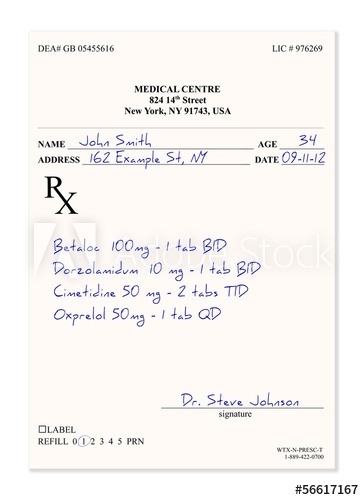 DEA# GB 05455616 LIC # 976269
MEDICAL CENTRE
824 14th Street
New York, NY 91743, USA
NAME John Smith AGE 34
ADDRESS 162 Example St, NY DATE 09-11-12
Rx
Betaloc 100mg - 1 tab BID
Dorzolamidum 10 mg - 1 tab BID
Cimetidine 50 mg - 2 tabs TID
Oxprelol 50mg - 1 tab QD
Dr. Steve Johnson
signature
LABEL
REFILL 0 1 2 3 4 5 PRN
WTX-N-PRESC-T
1-889-422-0700
Adobe Stock
#56617167